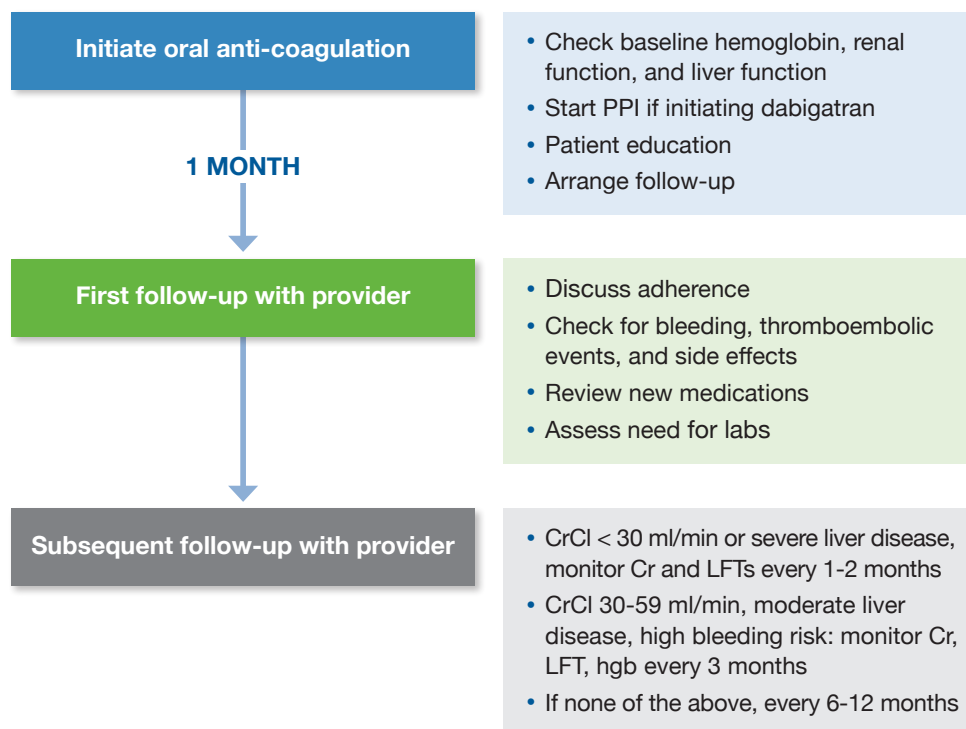 Initiate oral anti-coagulation
• Check baseline hemoglobin, renal
function, and liver function
• Start PPI if initiating dabigatran
• Patient education
• Arrange follow-up
1 MONTH
First follow-up with provider
• Discuss adherence
• Check for bleeding, thromboembolic
events, and side effects
• Review new medications
• Assess need for labs
Subsequent follow-up with provider
• CrCl < 30 ml/min or severe liver disease,
monitor Cr and LFTs every 1-2 months
• CrCl 30-59 ml/min, moderate liver
disease, high bleeding risk: monitor Cr,
LFT, hgb every 3 months
• If none of the above, every 6-12 months